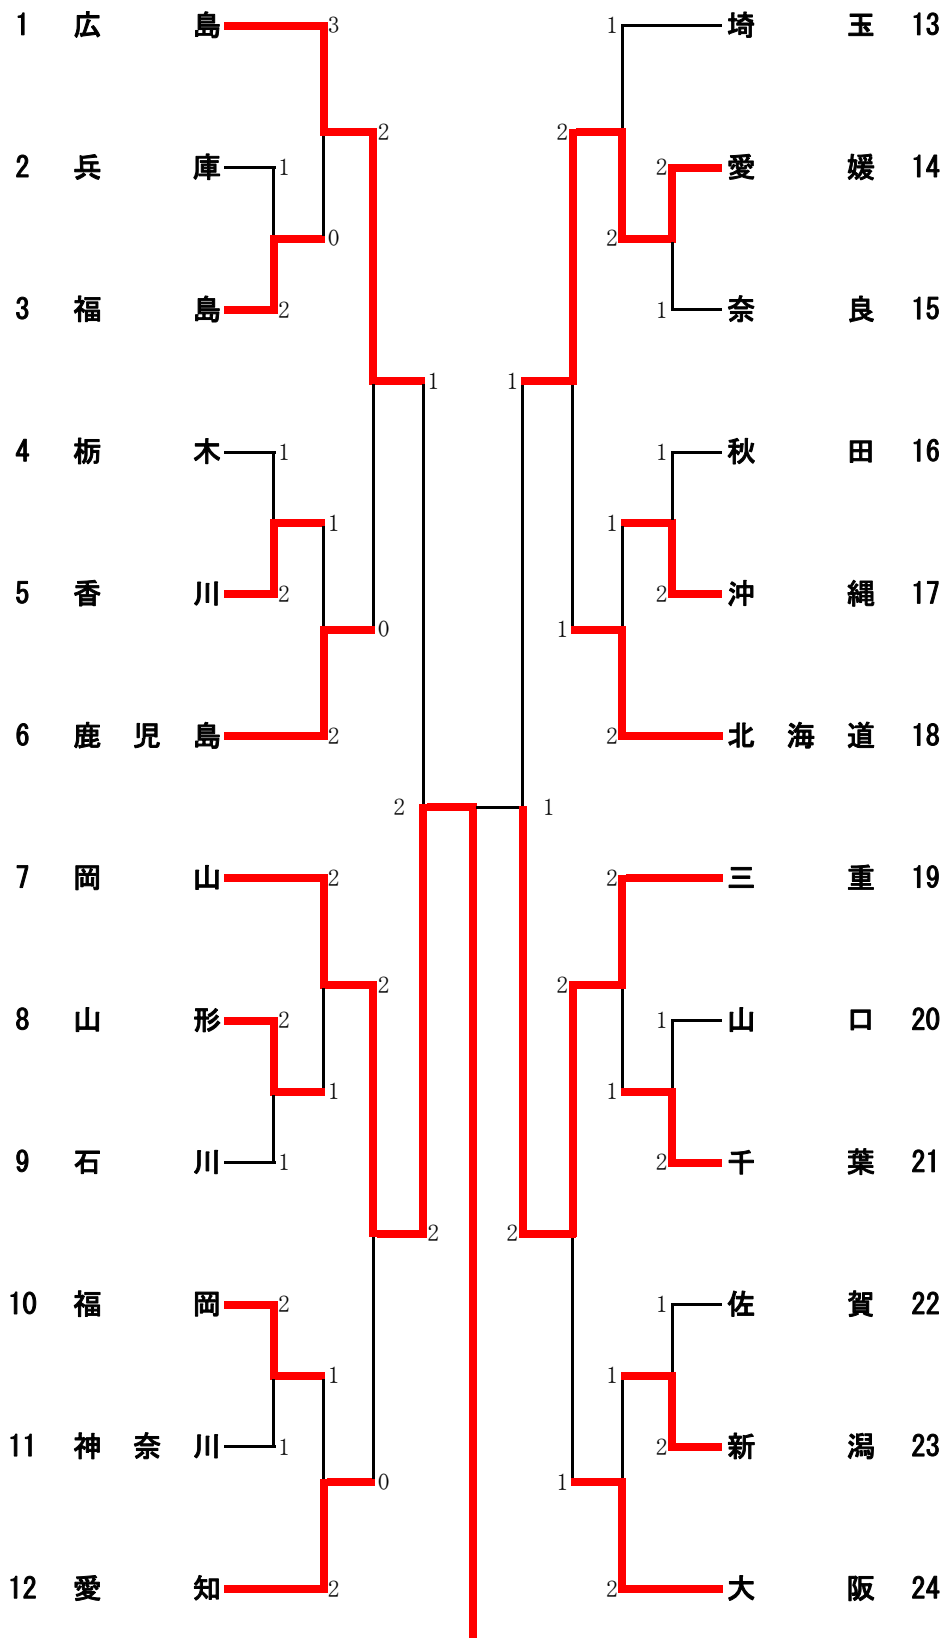 1 広島 3 1 埼玉 13
2 2
2 兵庫 1 2 愛媛 14
0 2
3 福島 2 1 奈良 15
1 1
4 栃木 1 1 秋田 16
1 1
5 香川 2 2 沖縄 17
0 1
6 鹿児島 2 2 北海道 18
2 1
7 岡山 2 2 三重 19
2 2
8 山形 2 1 山口 20
1 1
9 石川 1 2 千葉 21
2 2
10 福岡 2 1 佐賀 22
1 1
11 神奈川 1 2 新潟 23
0 1
12 愛知 2 2 大阪 24